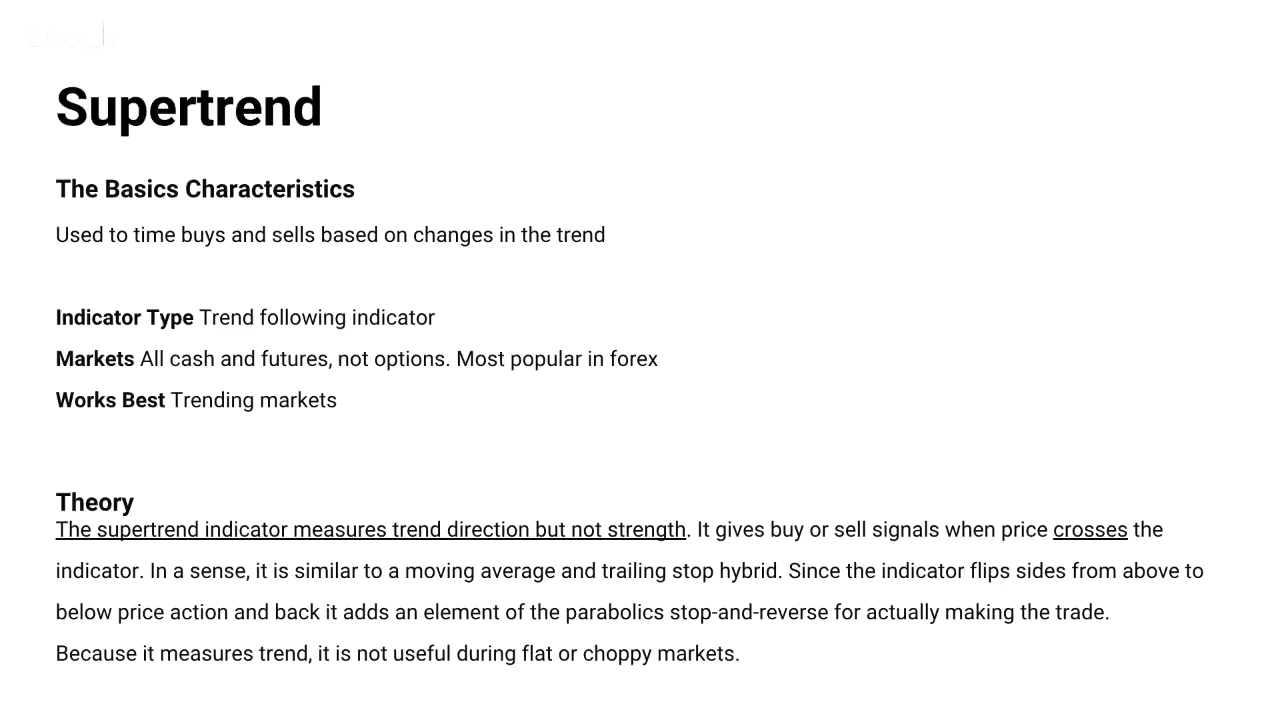 Supertrend
The Basics Characteristics
Used to time buys and sells based on changes in the trend
Indicator Type Trend following indicator
Markets All cash and futures, not options. Most popular in forex
Works Best Trending markets
Theory
The supertrend indicator measures trend direction but not strength. It gives buy or sell signals when price crosses the
indicator. In a sense, it is similar to a moving average and trailing stop hybrid. Since the indicator flips sides from above to
below price action and back it adds an element of the parabolics stop-and-reverse for actually making the trade.
Because it measures trend, it is not useful during flat or choppy markets.